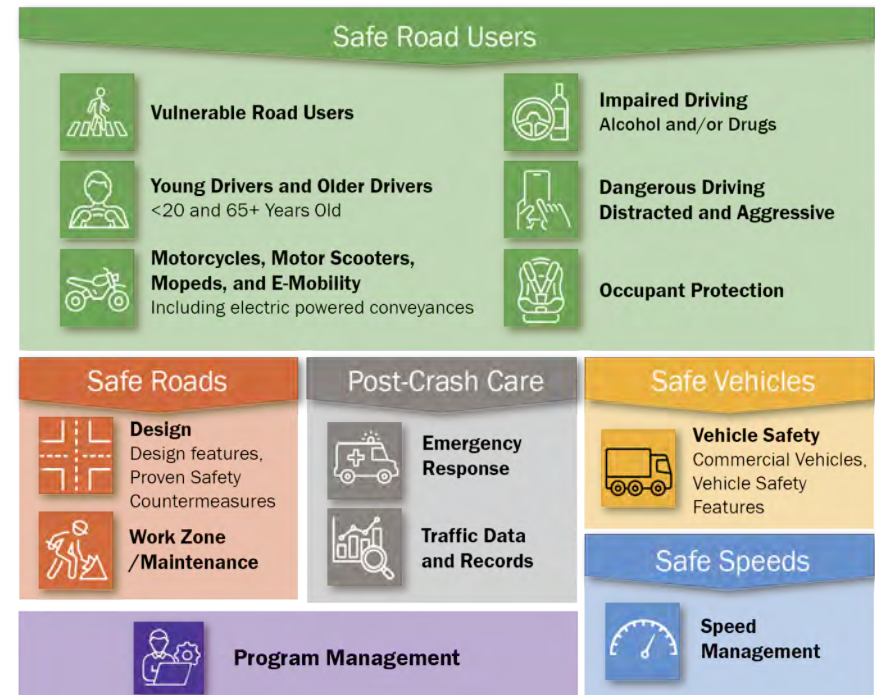 Safe Road Users
Vulnerable Road Users
Young Drivers and Older Drivers
<20 and 65+ Years Old
Motorcycles, Motor Scooters,
Mopeds, and E-Mobility
Including electric powered conveyances
Impaired Driving
Alcohol and/or Drugs
Dangerous Driving
Distracted and Aggressive
Occupant Protection
Safe Roads
Design
Design features,
Proven Safety
Countermeasures
Work Zone
/Maintenance
Post-Crash Care
Emergency
Response
Traffic Data
and Records
Safe Vehicles
Vehicle Safety
Commercial Vehicles,
Vehicle Safety
Features
Safe Speeds
Speed
Management
Program Management